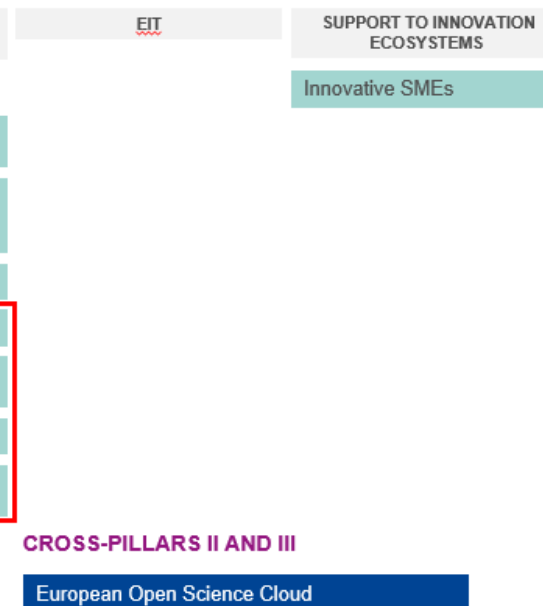 EIT
SUPPORT TO INNOVATION
ECOSYSTEMS
Innovative SMEs
CROSS-PILLARS II AND III
European Open Science Cloud